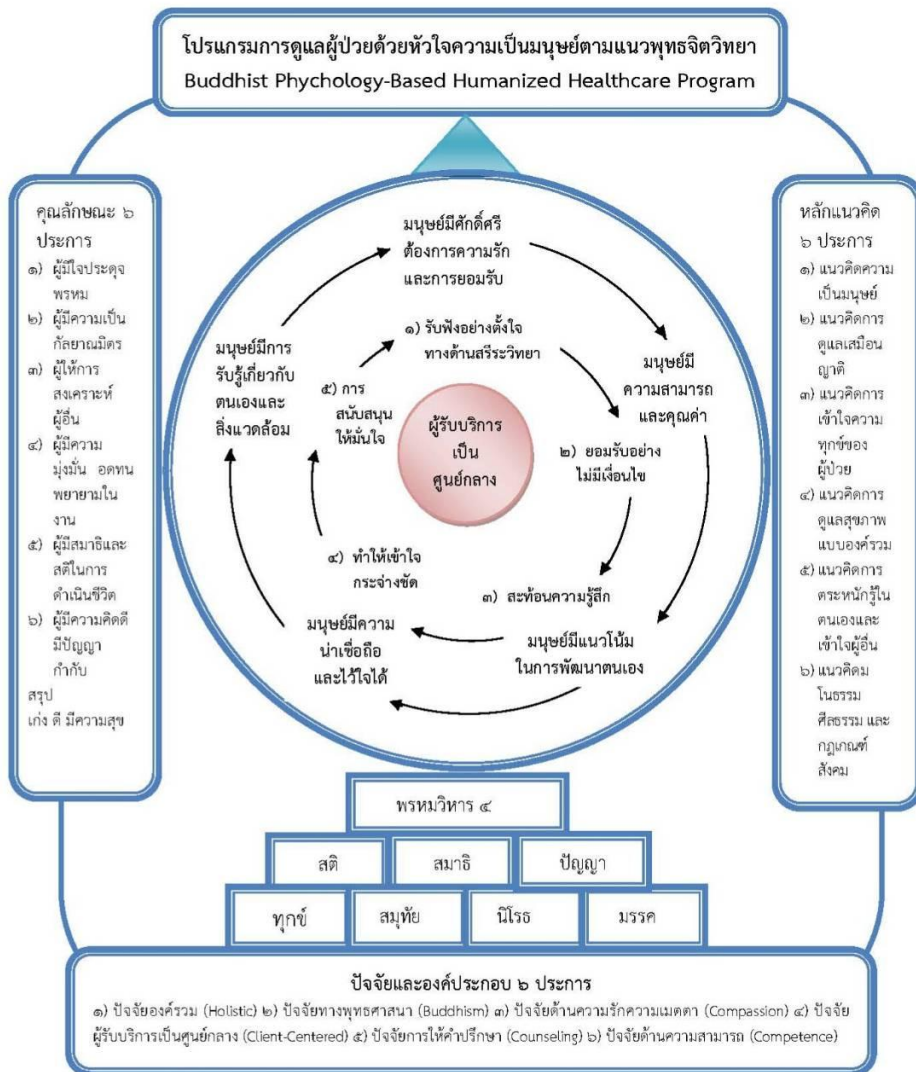 โปรแกรมการดูแลผู้ป่วยด้วยหัวใจความเป็นมนุษย์ตามแนวพุทธจิตวิทยา
Buddhist Phychology-Based Humanized Healthcare Program
คุณลักษณะ ๖
ประการ
๑) ผู้มีใจประดุจ
พรหม
๒) ผู้มีความเป็น
กัลยาณมิตร
๓) ผู้ให้การ
สงเคราะห์
ผู้อื่น
๔) ผู้มีความ
มุ่งมั่น อดทน
พยายามใน
งาน
๕) ผู้มีสมาธิและ
สติในการ
ดำเนินชีวิต
๖) ผู้มีความคิดดี
มีปัญญา
กำกับ
สรุป
เก่ง ดี มีความสุข
มนุษย์มีศักดิ์ศรี
ต้องการความรัก
และการยอมรับ
มนุษย์มี
ความสามารถ
และคุณค่า
มนุษย์มีแนวโน้ม
ในการพัฒนาตนเอง
มนุษย์มีความ
น่าเชื่อถือ
และไว้ใจได้
มนุษย์มีการ
รับรู้เกี่ยวกับ
ตนเองและ
สิ่งแวดล้อม
๑) รับฟังอย่างตั้งใจ
ทางด้านสรีระวิทยา
๒) ยอมรับอย่าง
ไม่มีเงื่อนไข
๓) สะท้อนความรู้สึก
๔) ทำให้เข้าใจ
กระจ่างชัด
๕) การ
สนับสนุน
ให้มั่นใจ
ผู้รับบริการ
เป็น
ศูนย์กลาง
หลักแนวคิด
๖ ประการ
๑) แนวคิดความ
เป็นมนุษย์
๒) แนวคิดการ
ดูแลเสมือน
ญาติ
๓) แนวคิดการ
เข้าใจความ
ทุกข์ของ
ผู้ป่วย
๔) แนวคิดการ
ดูแลสุขภาพ
แบบองค์รวม
๕) แนวคิดการ
ตระหนักรู้ใน
ตนเองและ
เข้าใจผู้อื่น
๖) แนวคิดม
โนธรรม
ศีลธรรม และ
กฎเกณฑ์
สังคม
พรหมวิหาร ๔
สติ สมาธิ ปัญญา
ทุกข์ สมุทัย นิโรธ มรรค
ปัจจัยและองค์ประกอบ ๖ ประการ
๑) ปัจจัยองค์รวม (Holistic) ๒) ปัจจัยทางพุทธศาสนา (Buddhism) ๓) ปัจจัยด้านความรักความเมตตา (Compassion) ๔) ปัจจัย
ผู้รับบริการเป็นศูนย์กลาง (Client-Centered) ๕) ปัจจัยการให้คำปรึกษา (Counseling) ๖) ปัจจัยด้านความสามารถ (Competence)